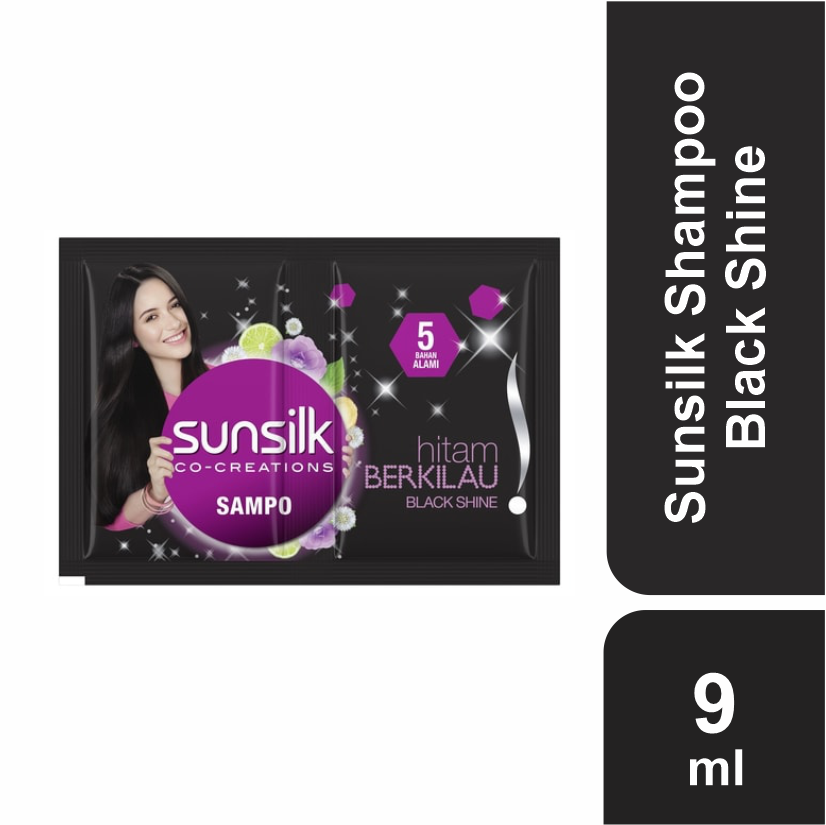 sunsilk
CO-CREATIONS
SAMPO
5
BAHAN
ALAMI
hitam
BERKILAU
BLACK SHINE
Sunsilk Shampoo
Black Shine
9
ml